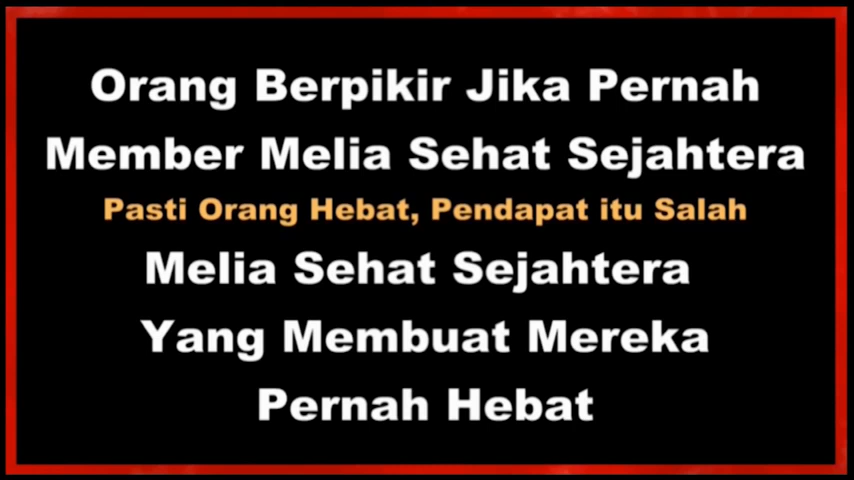 Orang Berpikir Jika Pernah
Member Melia Sehat Sejahtera
Pasti Orang Hebat, Pendapat itu Salah
Melia Sehat Sejahtera
Yang Membuat Mereka
Pernah Hebat